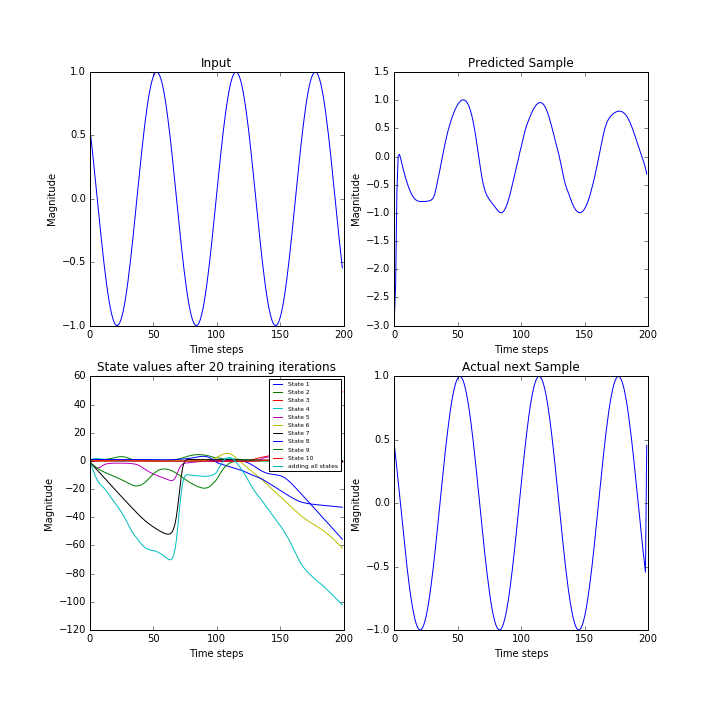 Input
1.0
0.5
0.0
−0.5
−1.0
Magnitude
0 50 100 150 200
Time steps
Predicted Sample
1.5
1.0
0.5
0.0
−0.5
−1.0
−1.5
−2.0
−2.5
−3.0
Magnitude
0 50 100 150 200
Time steps
State values after 20 training iterations
60
40
20
0
−20
−40
−60
−80
−100
−120
Magnitude
State 1
State 2
State 3
State 4
State 5
State 6
State 7
State 8
State 9
State 10
adding all states
0 50 100 150 200
Time steps
Actual next Sample
1.0
0.5
0.0
−0.5
−1.0
Magnitude
0 50 100 150 200
Time steps